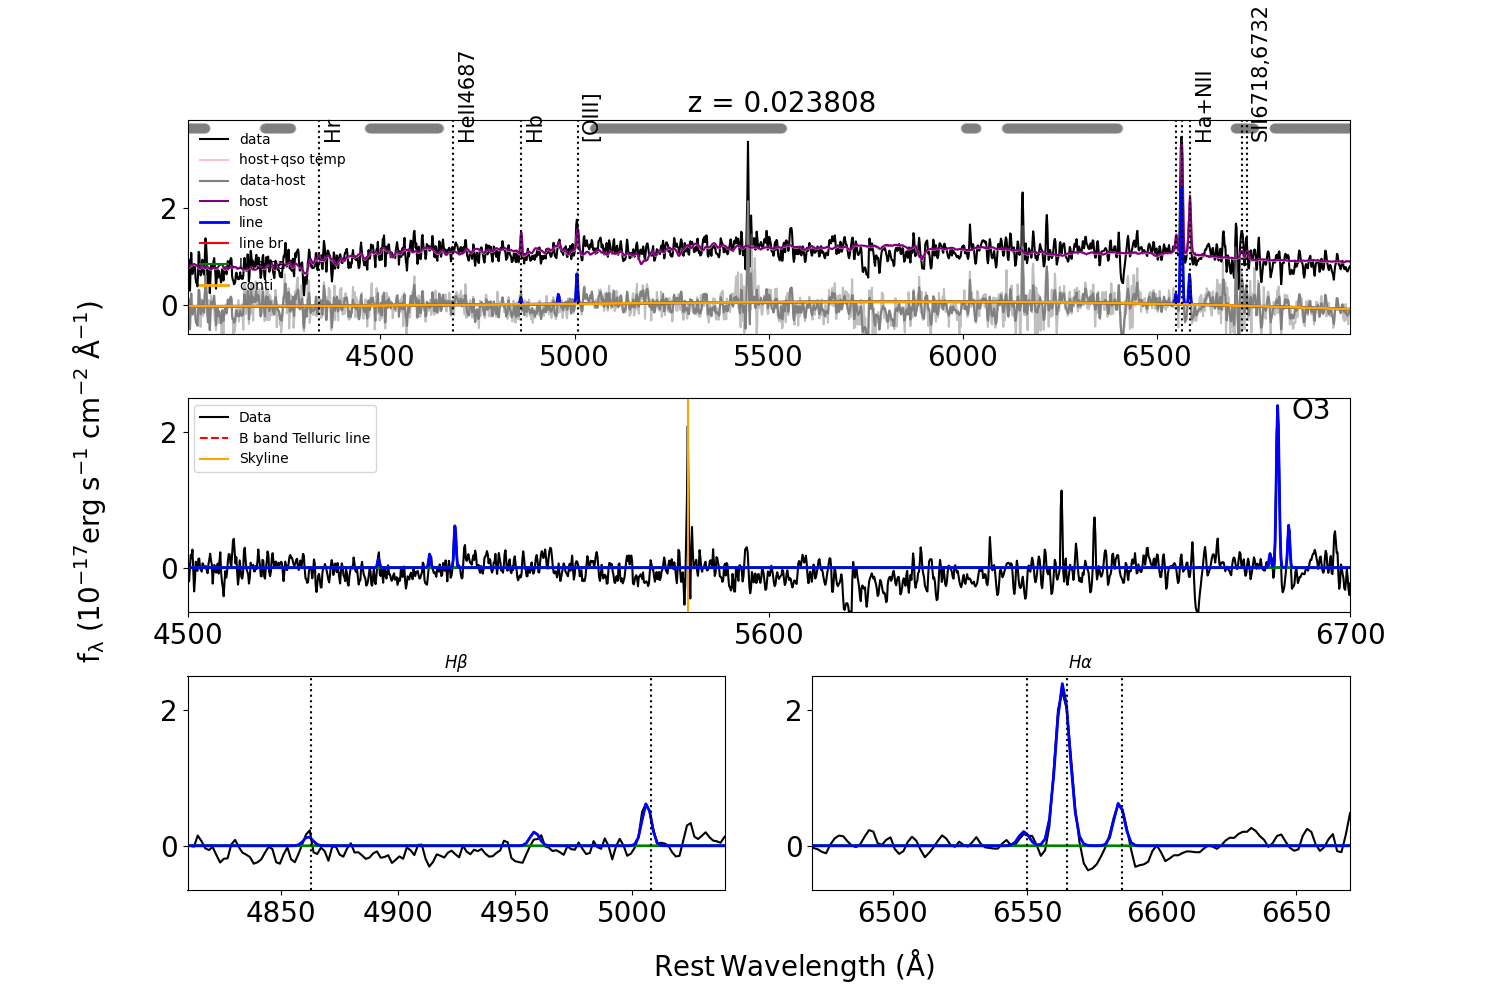 z = 0.023808
Hr
HeII4687
Hb
[OIII]
Ha+NII
SII6718,6732
data
host+qso temp
data-host
host
line
line br
conti
2
0
4500
5000
5500
6000
6500
f_λ (10^−17 erg s^−1 cm^−2 Å^−1)
Data
B band Telluric line
Skyline
O3
2
0
4500
5600
6700
Hβ
2
0
4850
4900
4950
5000
Hα
2
0
6500
6550
6600
6650
Rest Wavelength (Å)